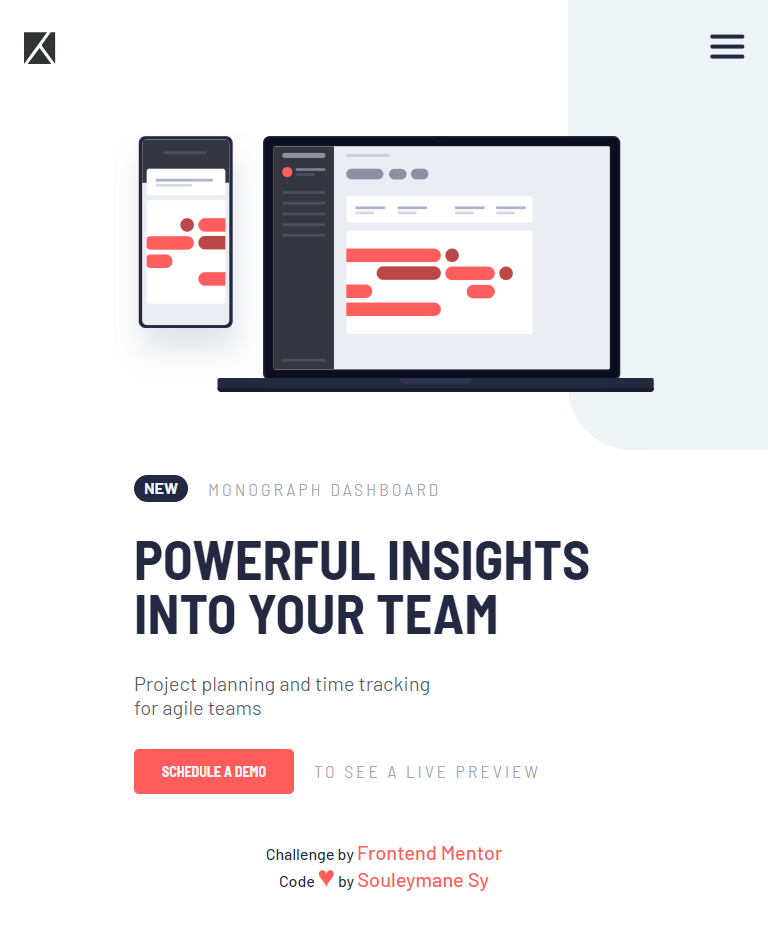 NEW MONOGRAPH DASHBOARD
POWERFUL INSIGHTS
INTO YOUR TEAM
Project planning and time tracking
for agile teams
SCHEDULE A DEMO TO SEE A LIVE PREVIEW
Challenge by Frontend Mentor
Code ♥ by Souleymane Sy